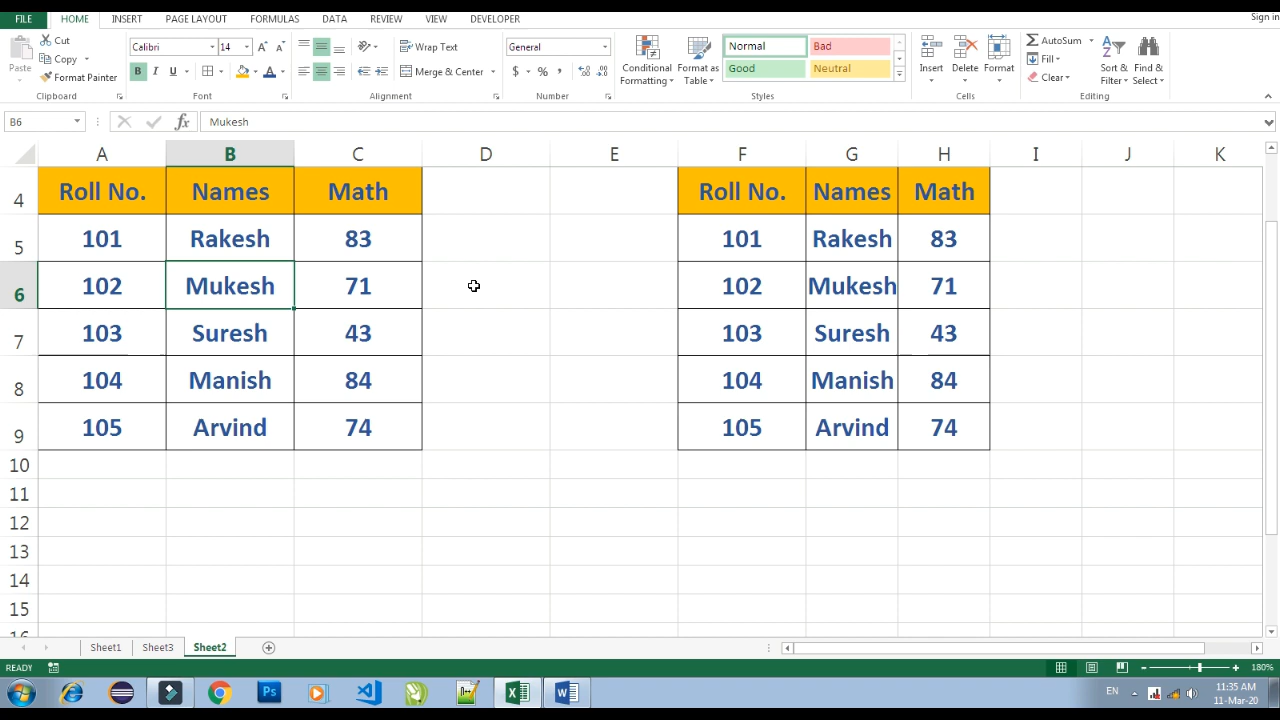 Sign in
FILE HOME INSERT PAGE LAYOUT FORMULAS DATA REVIEW VIEW DEVELOPER
Paste
Cut
Copy
Format Painter
Calibri 14
B I U
Wrap Text
Merge & Center
General
$ % ,
Conditional Formatting
Format as Table
Normal Bad
Good Neutral
Insert Delete Format
AutoSum
Fill
Clear
Sort & Filter
Find & Select
Clipboard Font Alignment Number Styles Cells Editing
B6 fx Mukesh
A B C D E F G H I J K
4 Roll No. Names Math Roll No. Names Math
5 101 Rakesh 83 101 Rakesh 83
6 102 Mukesh 71 102 Mukesh 71
7 103 Suresh 43 103 Suresh 43
8 104 Manish 84 104 Manish 84
9 105 Arvind 74 105 Arvind 74
10
11
12
13
14
15
16
Sheet1 Sheet3 Sheet2
READY 180%
Ps
EN 11:35 AM
11-Mar-20